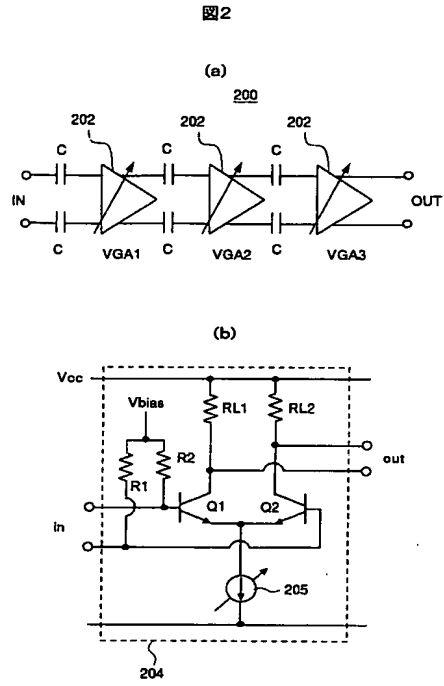 図2
(a)
200
202 202 202
C C C
IN OUT
C C C
VGA1 VGA2 VGA3
(b)
Vcc
Vbias RL1 RL2
R1 R2 out
Q1 Q2
in
205
204